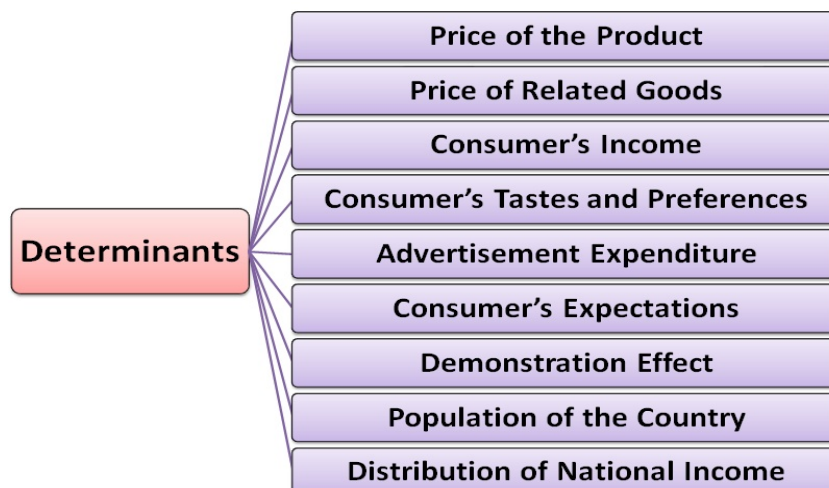 Price of the Product
Price of Related Goods
Consumer’s Income
Consumer’s Tastes and Preferences
Determinants
Advertisement Expenditure
Consumer’s Expectations
Demonstration Effect
Population of the Country
Distribution of National Income